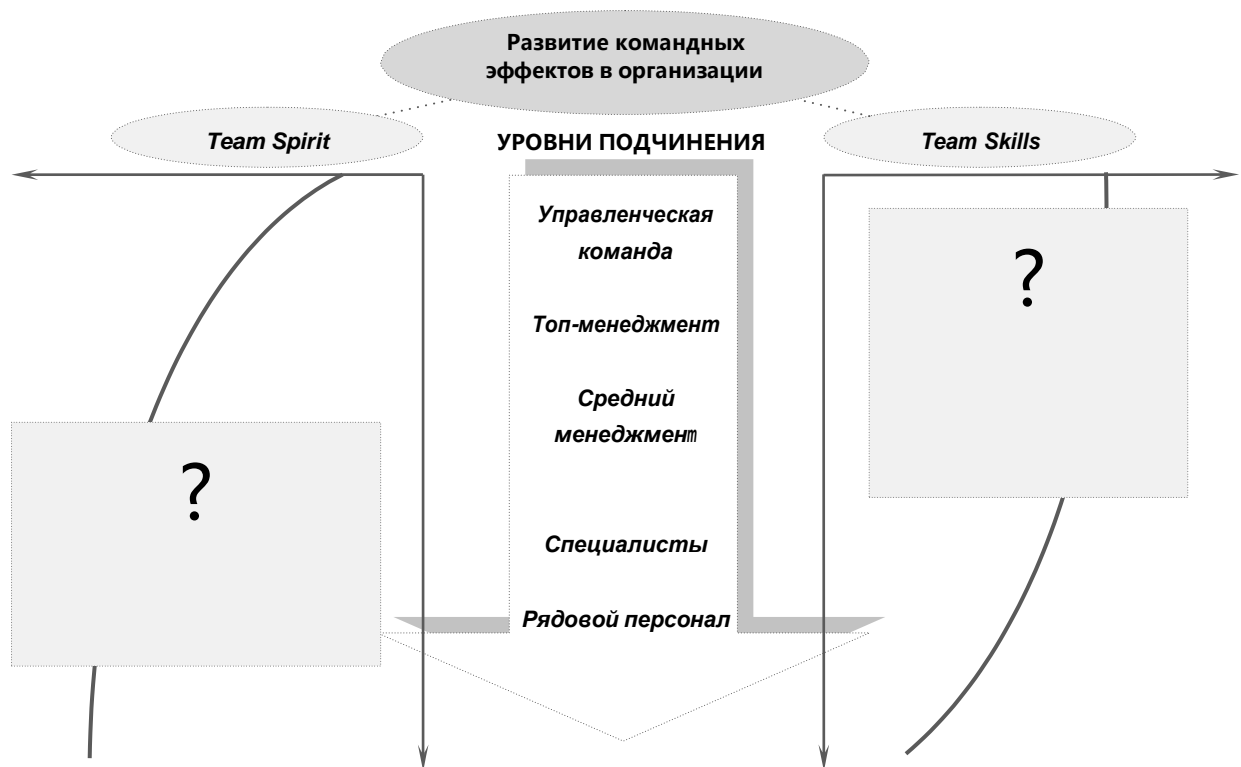 Развитие командных
эффектов в организации
Team Spirit
УРОВНИ ПОДЧИНЕНИЯ
Team Skills
Управленческая
команда
?
Топ-менеджмент
Средний
менеджмент
?
Специалисты
Рядовой персонал